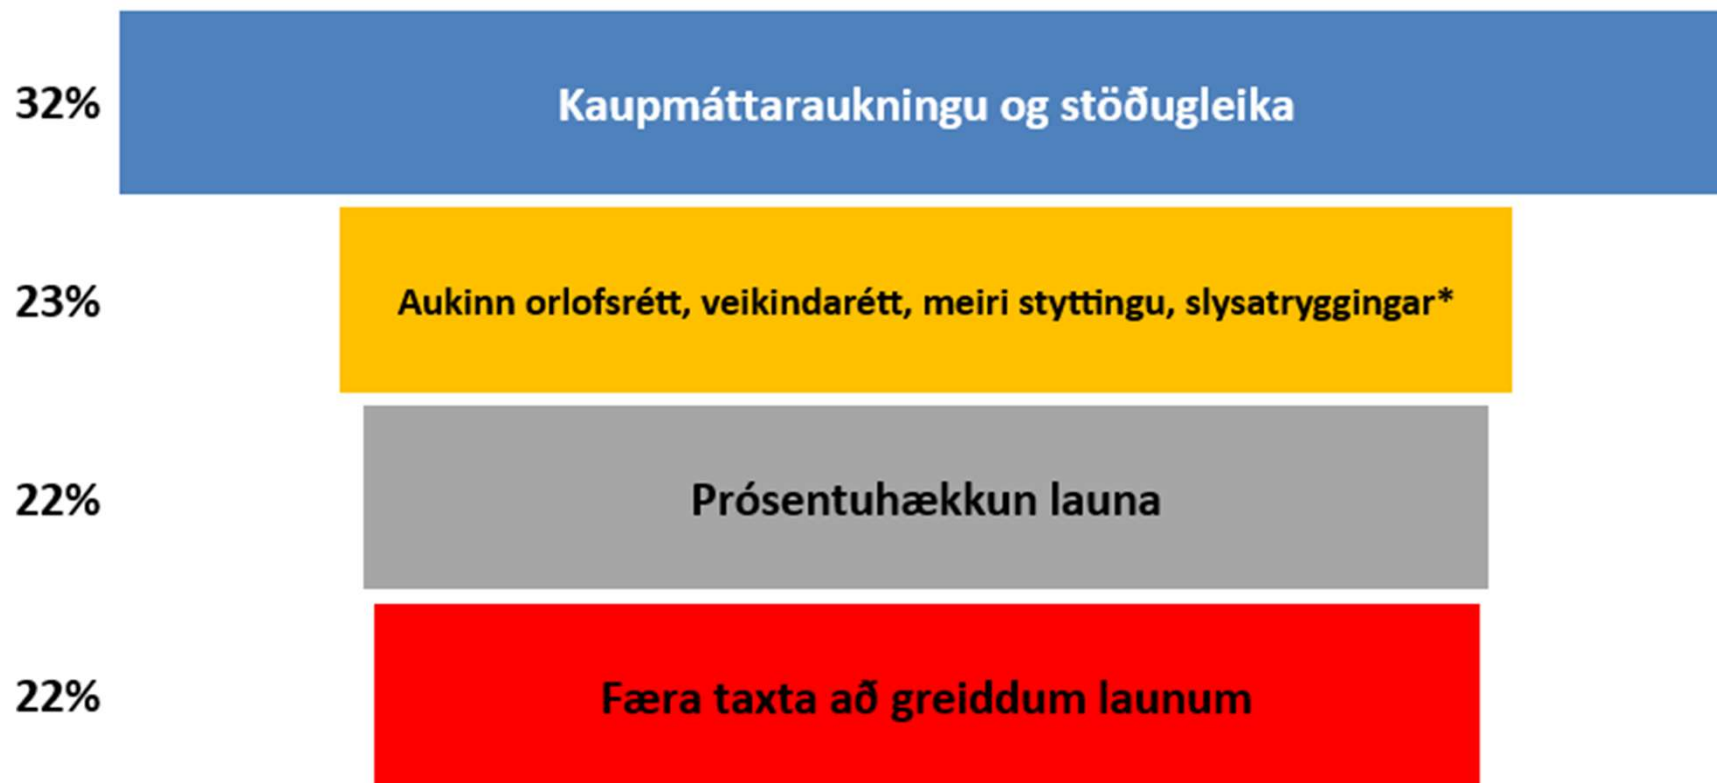 32% Kaupmáttaraukningu og stöðugleika
23% Aukinn orlofsrétt, veikindarétt, meiri styttingu, slysatryggingar*
22% Prósentuhækkun launa
22% Færa taxta að greiddum launum